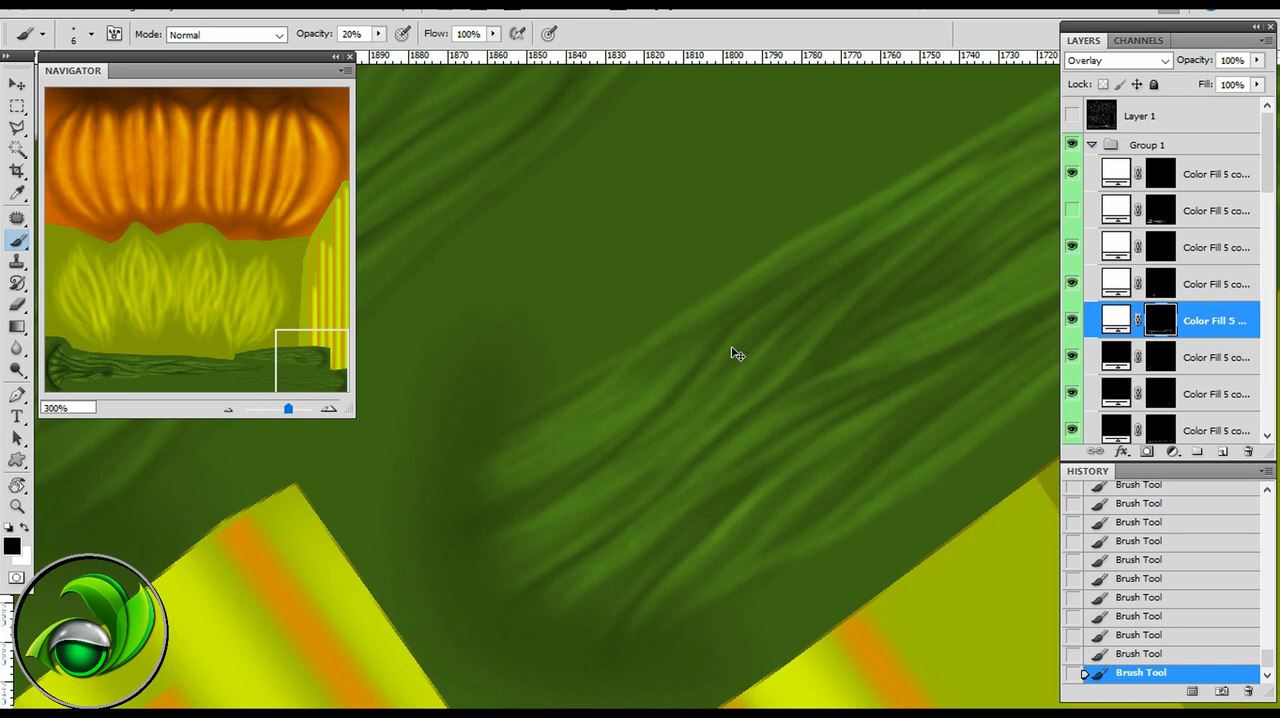 6 Mode: Normal Opacity: 20% Flow: 100%
1890 1880 1870 1860 1850 1840 1830 1820 1810 1800 1790 1780 1770 1760 1750 1740 1730 1720
NAVIGATOR
300%
LAYERS CHANNELS
Overlay Opacity: 100%
Lock: Fill: 100%
Layer 1
Group 1
Color Fill 5 co...
Color Fill 5 co...
Color Fill 5 co...
Color Fill 5 co...
Color Fill 5 ...
Color Fill 5 co...
Color Fill 5 co...
Color Fill 5 co...
fx
HISTORY
Brush Tool
Brush Tool
Brush Tool
Brush Tool
Brush Tool
Brush Tool
Brush Tool
Brush Tool
Brush Tool
Brush Tool
Brush Tool